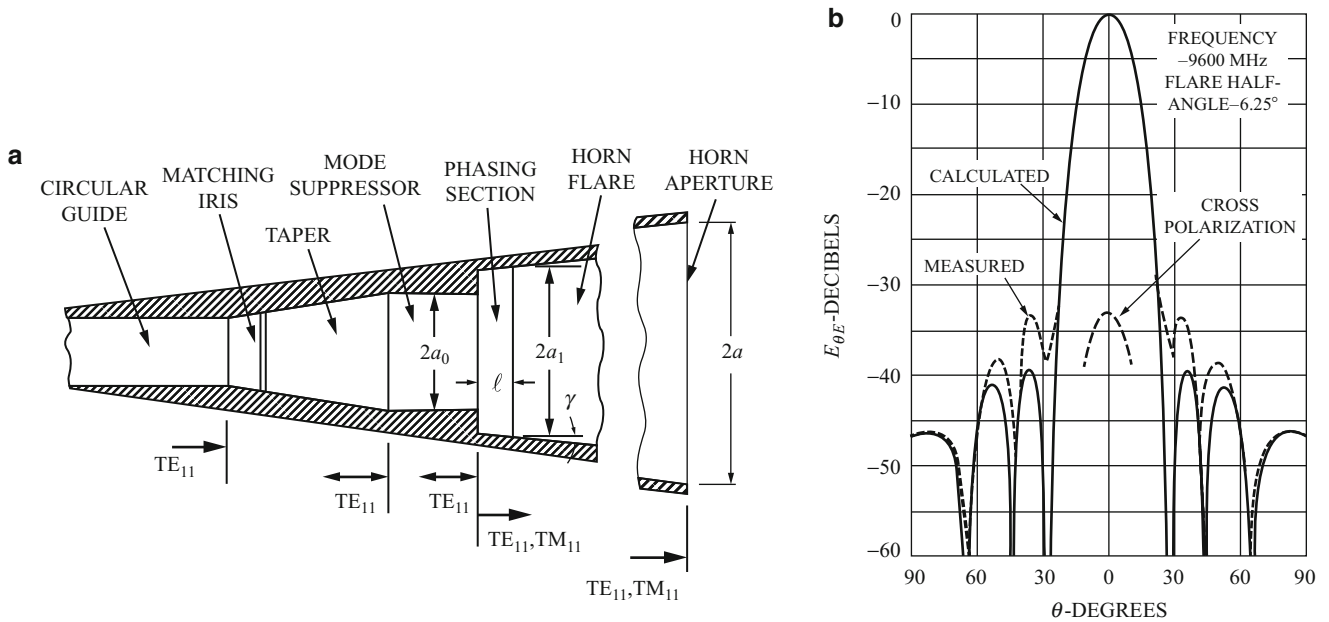 a
CIRCULAR
GUIDE
MATCHING
IRIS
TAPER
MODE
SUPPRESSOR
PHASING
SECTION
HORN
FLARE
HORN
APERTURE
2a₀
2a₁
ℓ
γ
2a
TE₁₁
TE₁₁
TE₁₁
TE₁₁,TM₁₁
TE₁₁,TM₁₁
b
FREQUENCY
–9600 MHz
FLARE HALF-
ANGLE–6.25°
CALCULATED
CROSS
POLARIZATION
MEASURED
E_θE-DECIBELS
0
−10
−20
−30
−40
−50
−60
90 60 30 0 30 60 90
θ-DEGREES